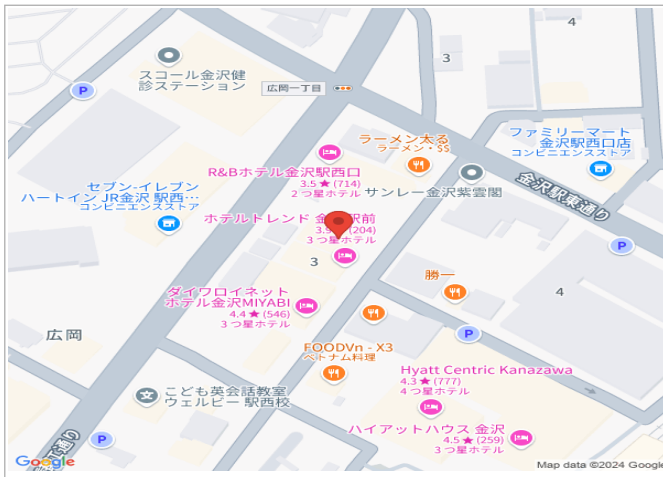 4
3
スコール金沢健
診ステーション
P
広岡一丁目
ラーメン太る
ラーメン・$$
ファミリーマート
金沢駅西口店
コンビニエンスストア
R&Bホテル金沢駅西口
3.5★(714)
2つ星ホテル
サンレー金沢紫雲閣
金沢駅東通り
セブン-イレブン
ハートイン JR金沢 駅西…
コンビニエンスストア
ホテルトレンド 金沢駅前
(204)
3つ星ホテル
P
3
勝一
4
ダイワロイネット
ホテル金沢MIYABI
4.4★(546)
3つ星ホテル
広岡
P
FOODVn - X3
ベトナム料理
Hyatt Centric Kanazawa
4.3★(777)
4つ星ホテル
こども英会話教室
ウェルビー 駅西校
ハイアットハウス 金沢
4.5★(259)
3つ星ホテル
P
通り
Google
Map data ©2024 Google